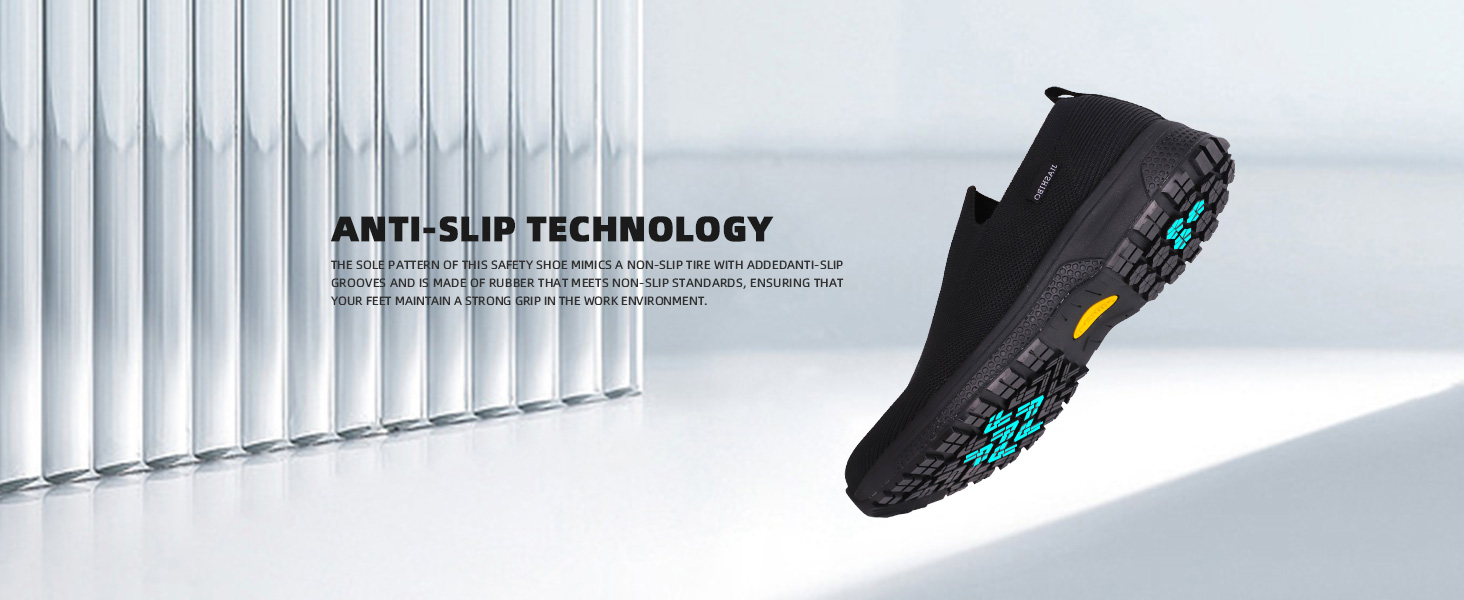 ANTI-SLIP TECHNOLOGY
THE SOLE PATTERN OF THIS SAFETY SHOE MIMICS A NON-SLIP TIRE WITH ADDEDANTI-SLIP
GROOVES AND IS MADE OF RUBBER THAT MEETS NON-SLIP STANDARDS, ENSURING THAT
YOUR FEET MAINTAIN A STRONG GRIP IN THE WORK ENVIRONMENT.
JIASHIBO